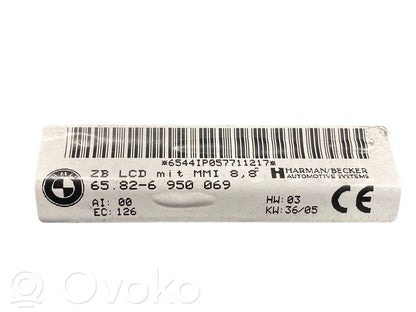 *6544IP057711217*
ZB LCD mit MMI 8,8"
HARMAN/BECKER
AUTOMOTIVE SYSTEMS
BMW
65.82-6 950 069
AI: 00
EC: 126
HW: 03
KW: 36/05
CE
OVOKO